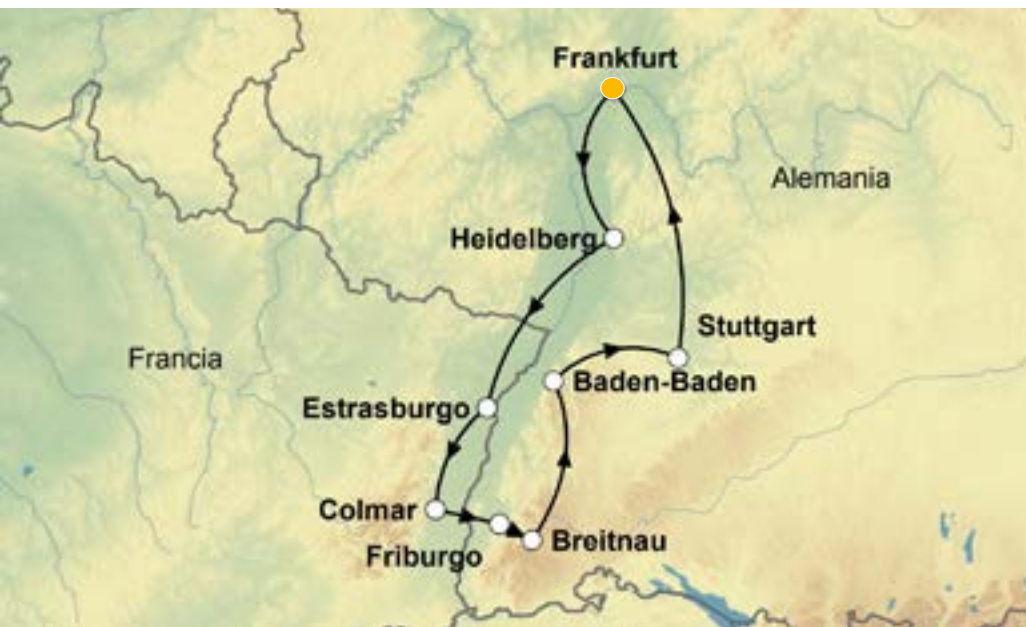 Frankfurt
Alemania
Heidelberg
Stuttgart
Francia
Baden-Baden
Estrasburgo
Colmar
Breitnau
Friburgo